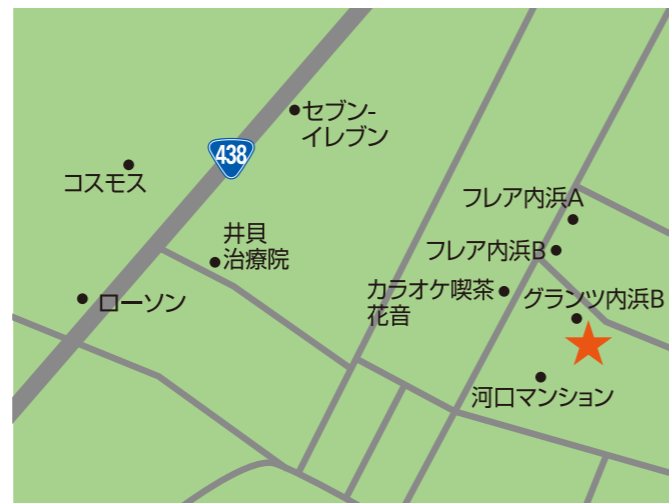 セブン-
イレブン
438
コスモス
フレア内浜A
井貝
治療院
フレア内浜B
カラオケ喫茶
花音
グランツ内浜B
ローソン
河口マンション